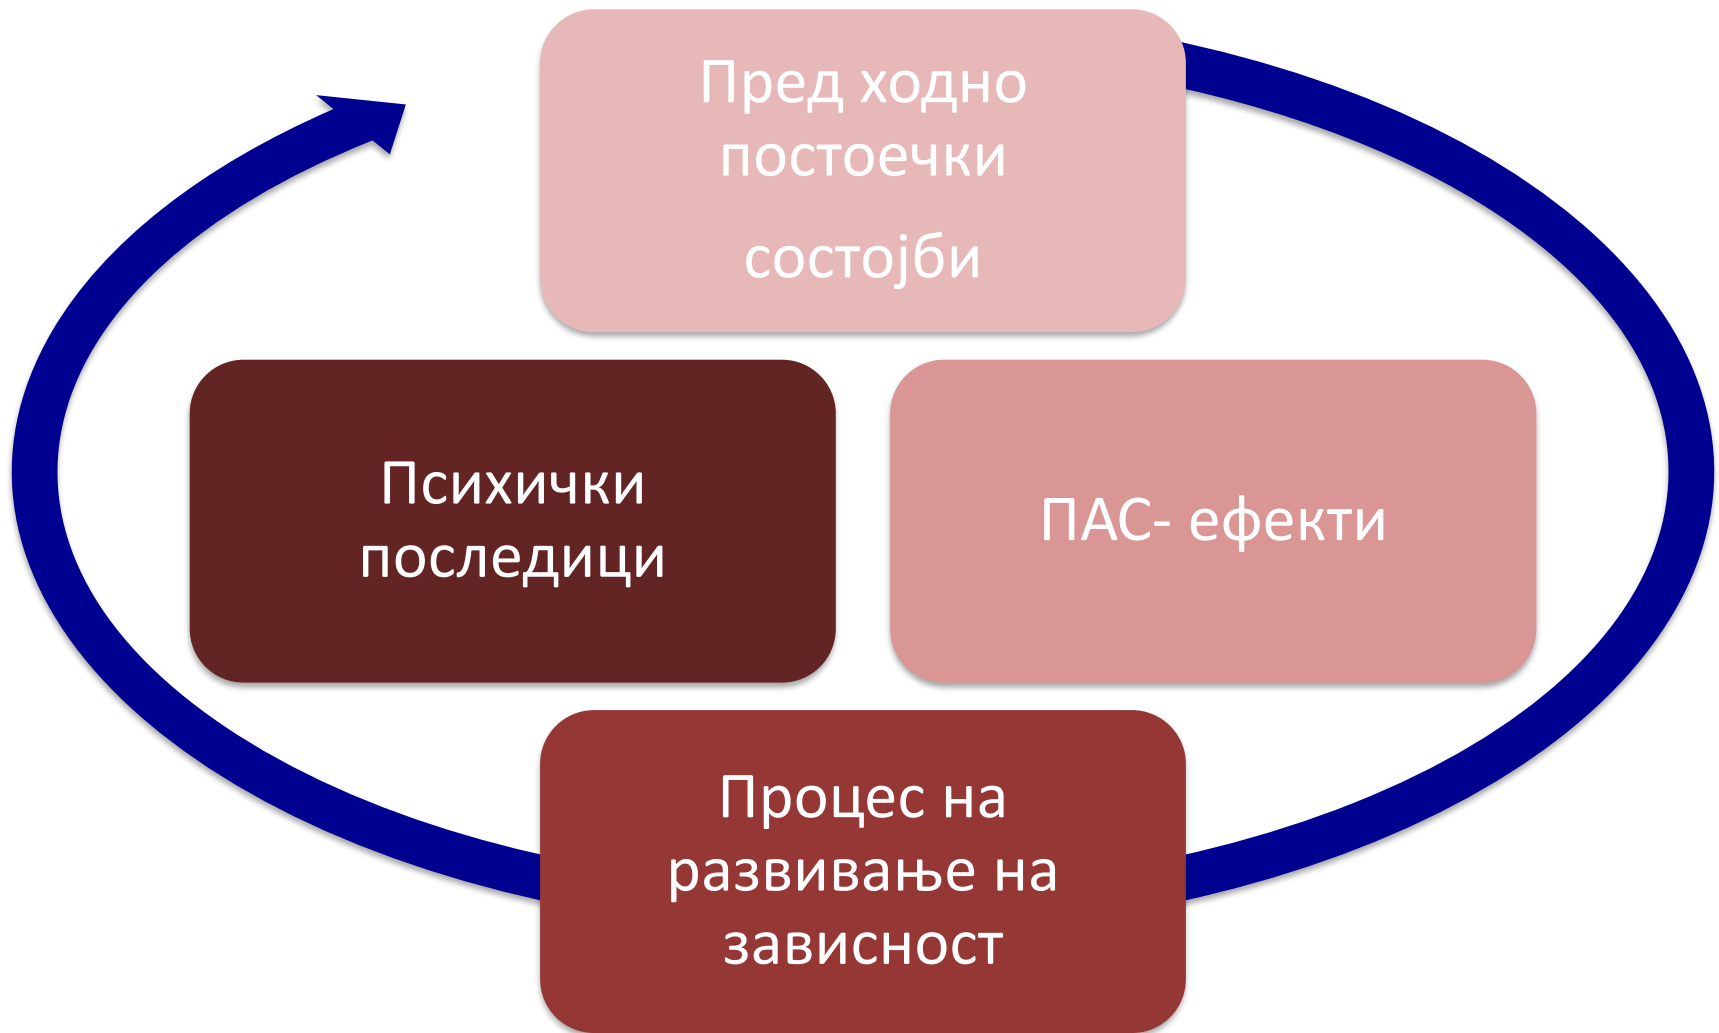 Пред ходно
постоечки
состојби
Психички
последици
ПАС- ефекти
Процес на
развивање на
зависност